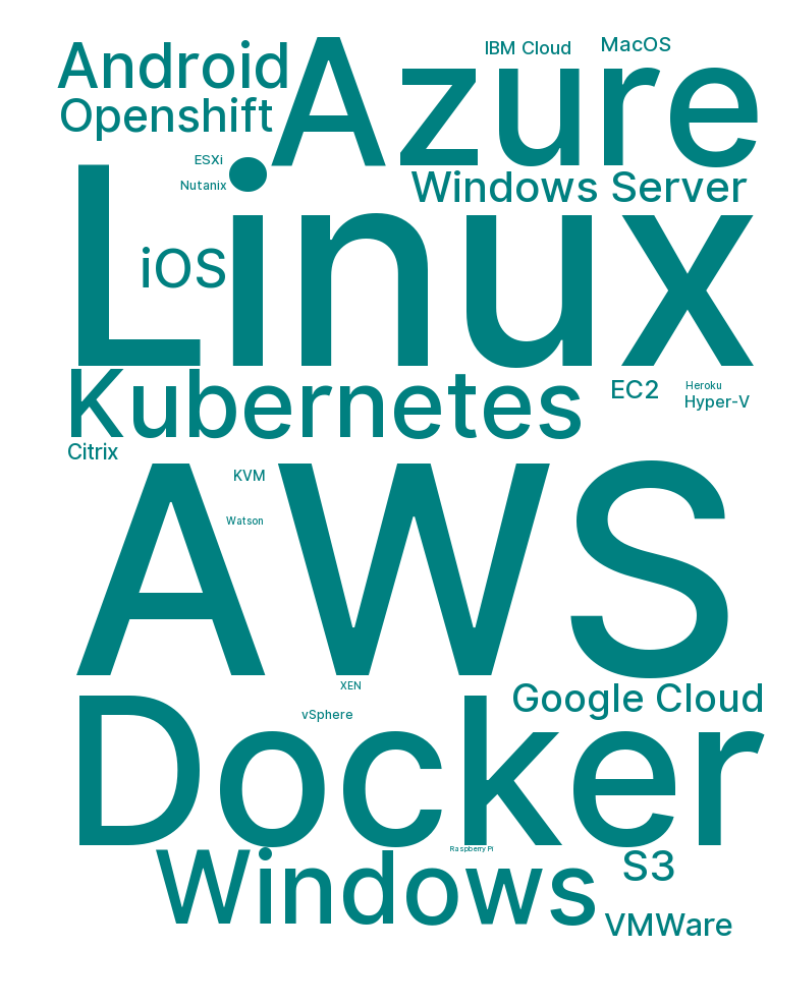 Android
Azure
IBM Cloud
MacOS
Openshift
ESXi
Nutanix
Windows Server
Linux
iOS
Kubernetes
EC2
Heroku
Hyper-V
Citrix
KVM
AWS
Watson
XEN
Google Cloud
vSphere
Docker
Raspberry Pi
Windows
S3
VMWare